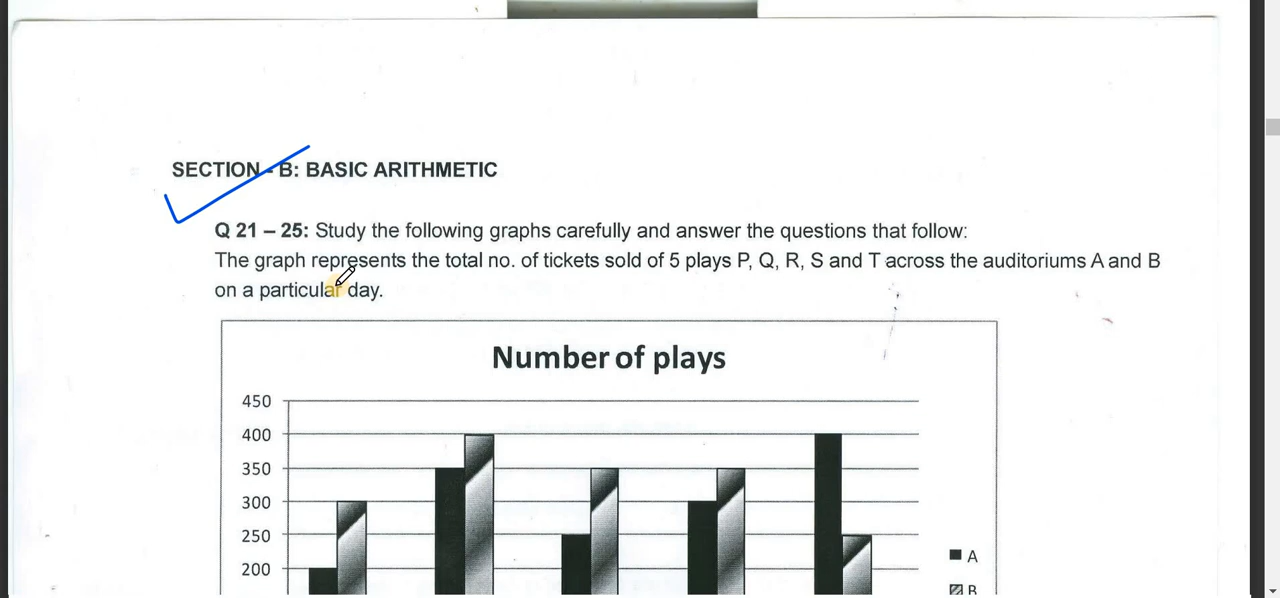 SECTION - B: BASIC ARITHMETIC
Q 21 – 25: Study the following graphs carefully and answer the questions that follow:
The graph represents the total no. of tickets sold of 5 plays P, Q, R, S and T across the auditoriums A and B
on a particular day.
Number of plays
450
400
350
300
250
200
A
B